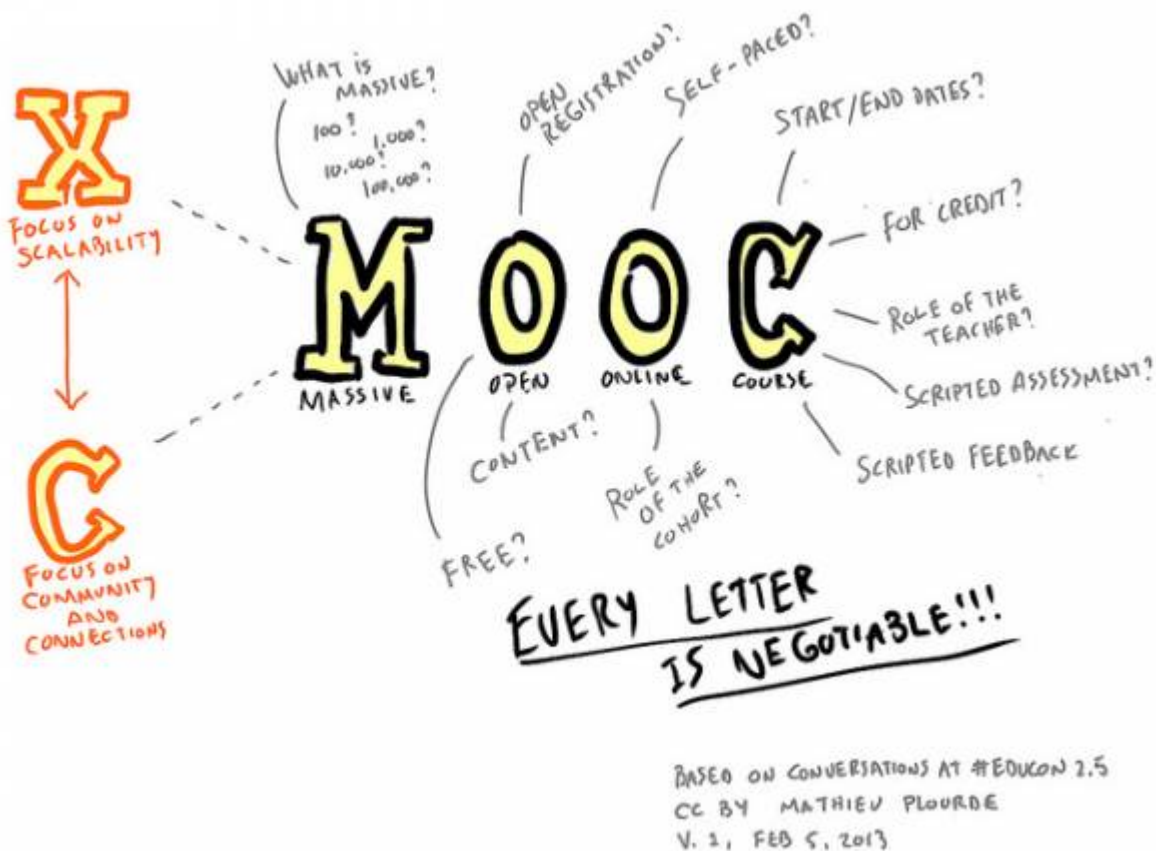 X
FOCUS ON
SCALABILITY
C
FOCUS ON
COMMUNITY
AND
CONNECTIONS
WHAT is
MASSIVE?
100?
1,000?
10,000?
100,000?
OPEN
REGISTRATION?
SELF-PACED?
START/END DATES?
MOOC
MASSIVE
OPEN
ONLINE
COURSE
FOR CREDIT?
ROLE OF THE
TEACHER?
SCRIPTED ASSESSMENT?
SCRIPTED FEEDBACK
CONTENT?
FREE?
ROLE
OF THE
COHORT?
EVERY LETTER
IS NEGOTIABLE!!!
BASED ON CONVERSATIONS AT #EDUCON 2.5
CC BY MATHIEU PLOURDE
V. 2, FEB 5, 2013